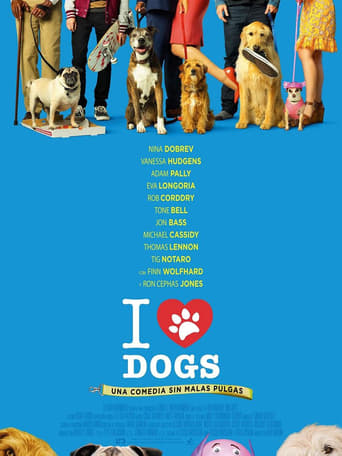 NINA DOBREV
VANESSA HUDGENS
ADAM PALLY
EVA LONGORIA
ROB CORDDRY
TONE BELL
JON BASS
MICHAEL CASSIDY
THOMAS LENNON
TIG NOTARO
CON FINN WOLFHARD
Y RON CEPHAS JONES
I
DOGS
UNA COMEDIA SIN MALAS PULGAS